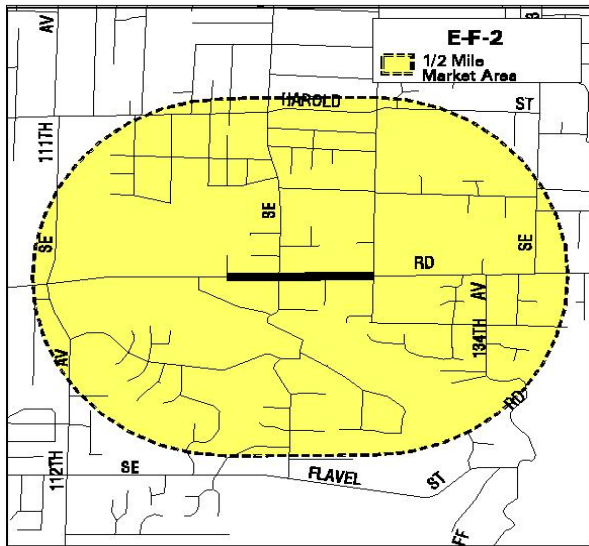 AV
E-F-2
1/2 Mile
Market Area
HAROLD
ST
111TH
SE
SE
SE
RD
AV
134TH
AV
RD
112TH
SE
FLAVEL
ST
FF